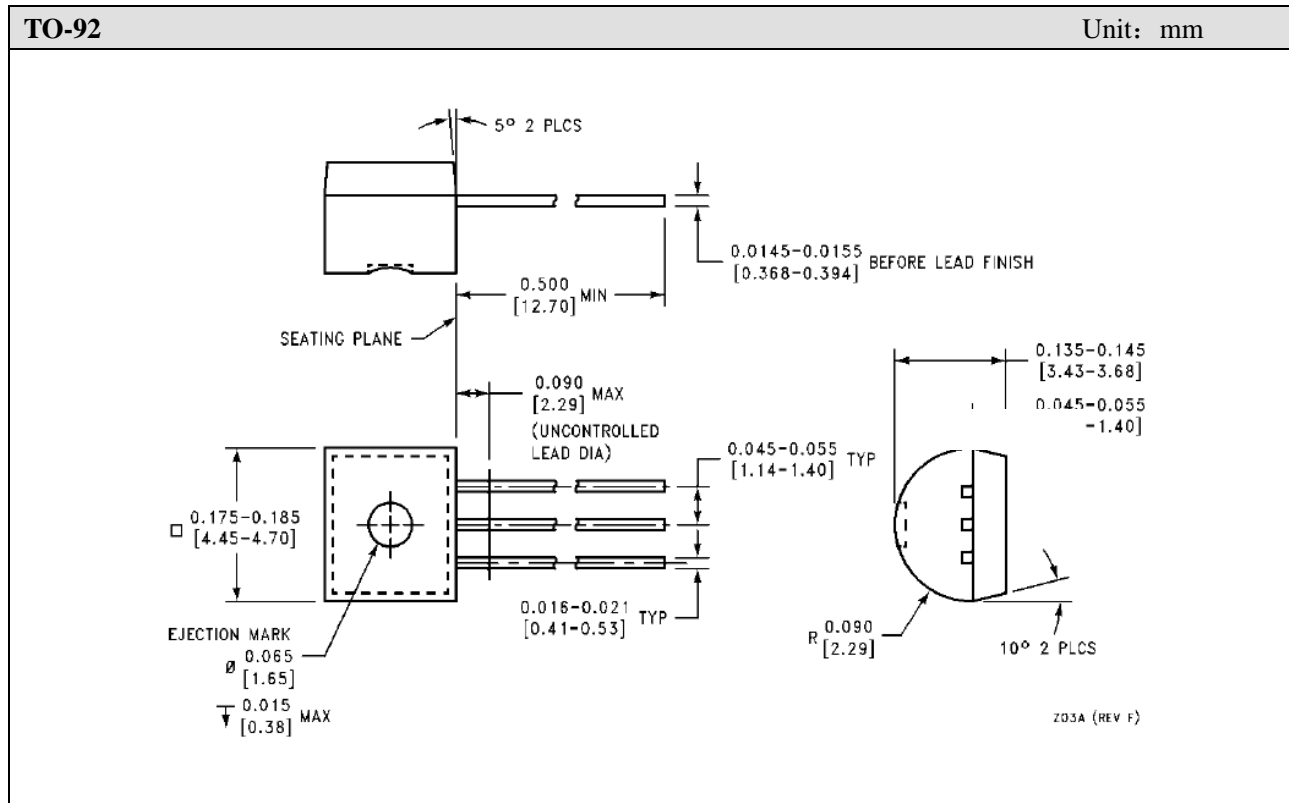 TO-92 Unit：mm
5° 2 PLCS
0.0145-0.0155
[0.368-0.394] BEFORE LEAD FINISH
0.500
[12.70] MIN
SEATING PLANE
0.135-0.145
[3.43-3.68]
0.045-0.055
-1.40]
0.090
[2.29] MAX
(UNCONTROLLED
LEAD DIA)
0.045-0.055
[1.14-1.40] TYP
□ 0.175-0.185
[4.45-4.70]
0.016-0.021
[0.41-0.53] TYP
EJECTION MARK
ø 0.065
[1.65]
0.015
[0.38] MAX
R 0.090
[2.29]
10° 2 PLCS
Z03A (REV F)